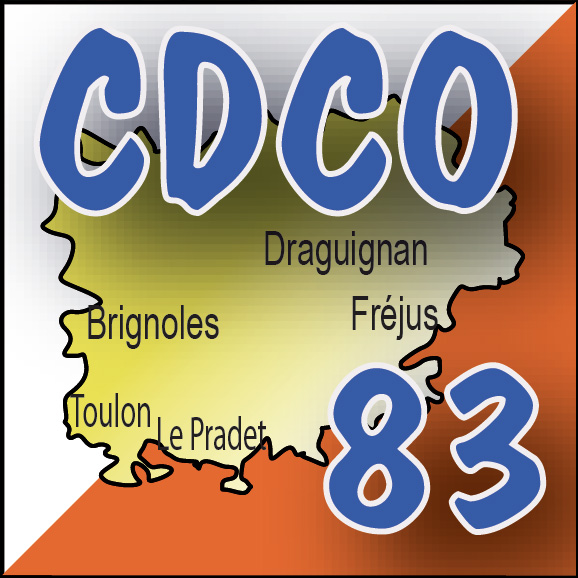 CDCO
Draguignan
Fréjus
Brignoles
Toulon
Le Pradet
83